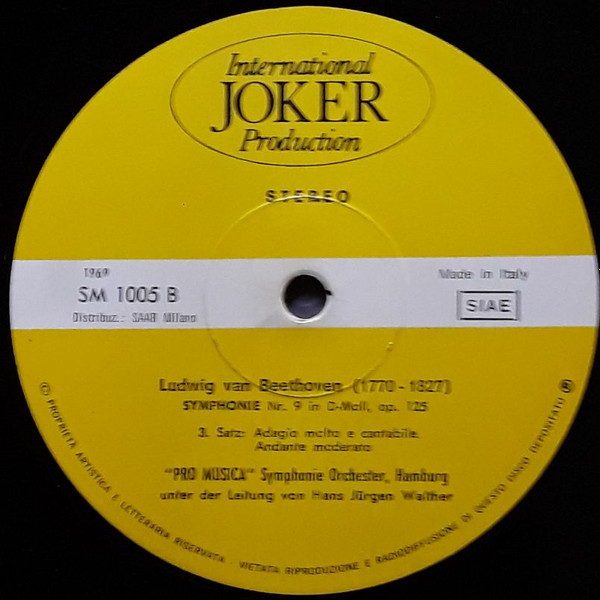 International
JOKER
Production
STEREO
1969
SM 1005 B
Distribuz.: SAAR Milano
Made in Italy
SIAE
Ludwig van Beethoven (1770-1827)
SYMPHONIE Nr. 9 in D-Moll, op. 125
3. Satz: Adagio molto e cantabile.
Andante moderato
"PRO MUSICA" Symphonie Orchester, Hamburg
unter der Leitung von Hans Jürgen Walther
© PROPRIETA ARTISTICA E LETTERARIA RISERVATA - VIETATA RIPRODUZIONE E RADIODIFFUSIONE DI QUESTO DISCO DEPOSITATO ®